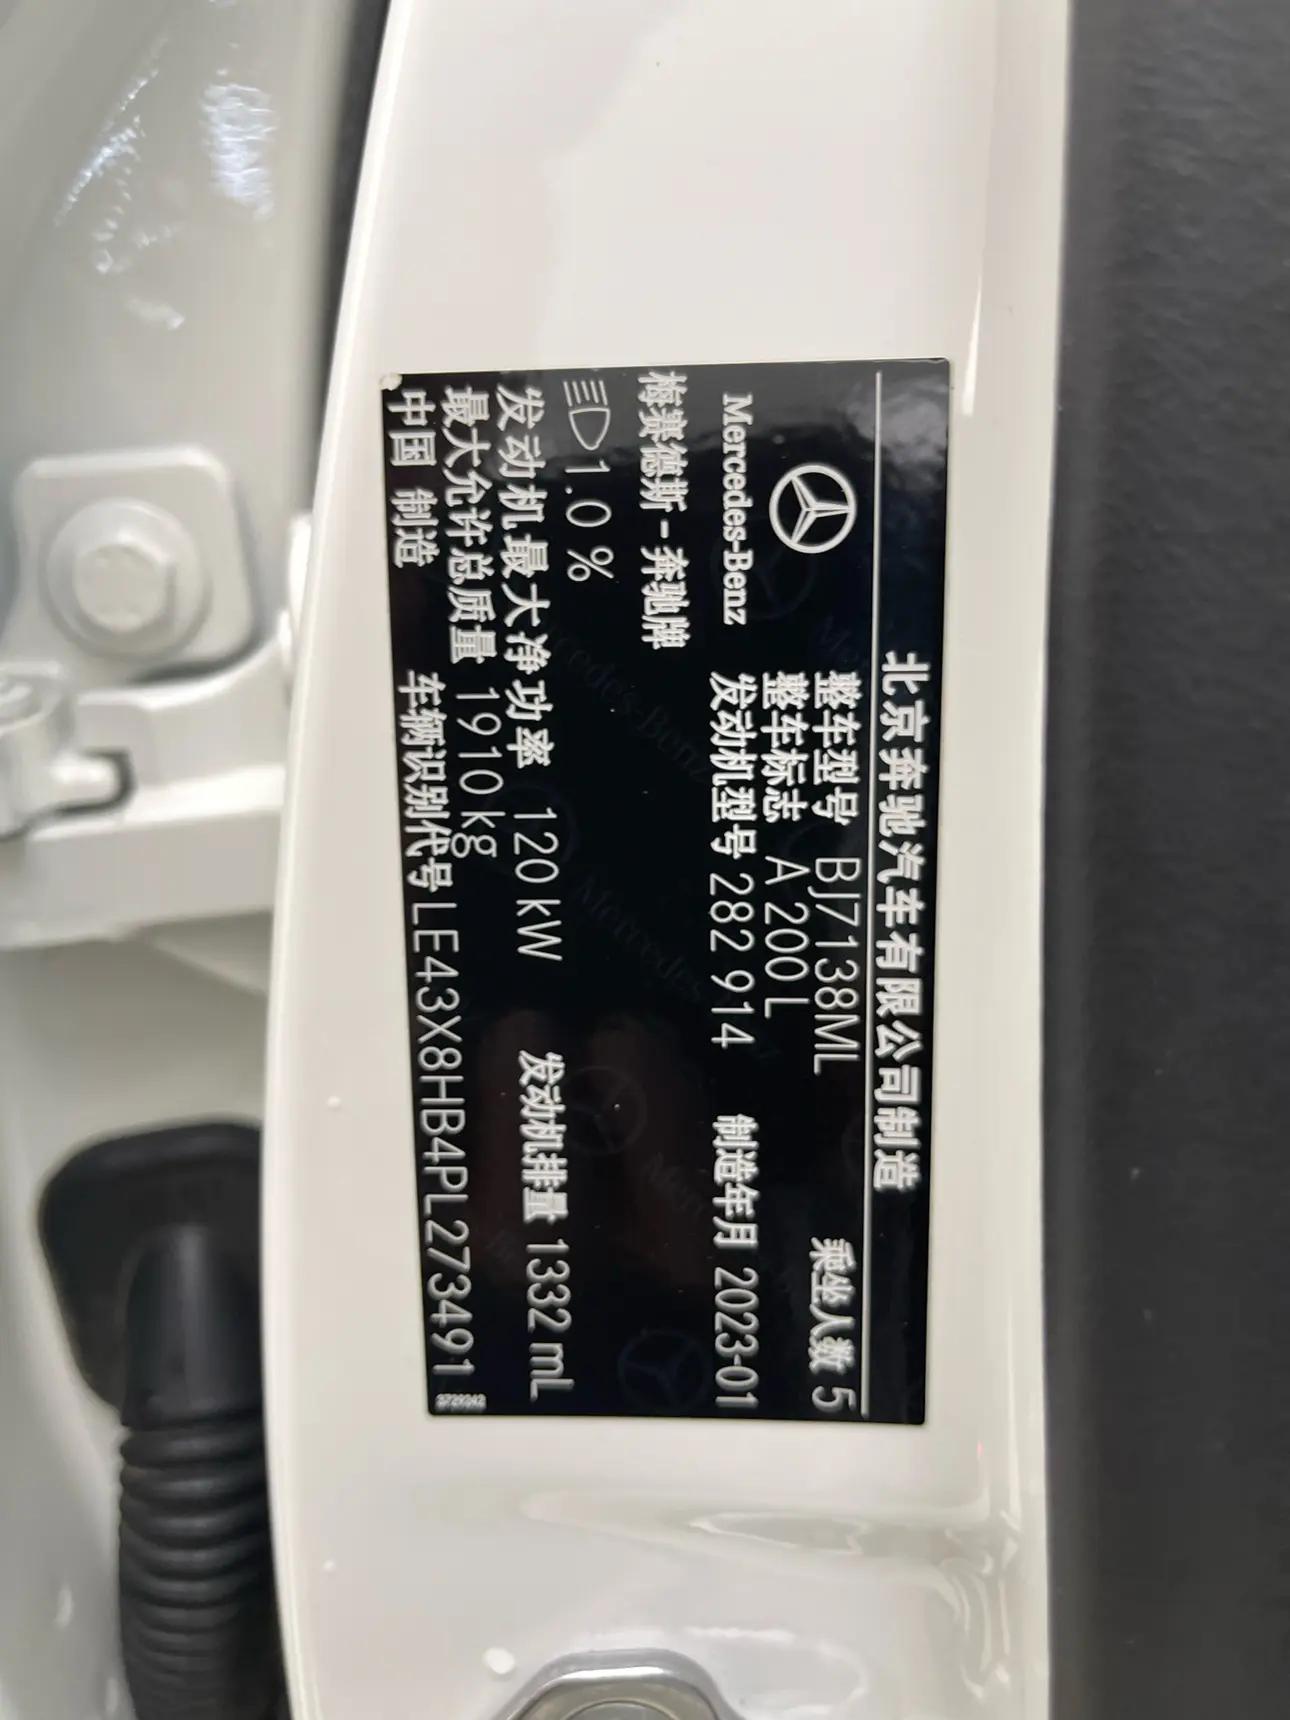 北京奔驰汽车有限公司制造
整车型号 BJ7138ML 乘坐人数 5
整车标志 A 200 L
Mercedes-Benz 发动机型号 282 914 制造年月 2023-01
梅赛德斯-奔驰牌
1.0 %
发动机最大净功率 120 kW 发动机排量 1332 mL
最大允许总质量 1910 kg
中国 制造 车辆识别代号 LE43X8HB4PL273491